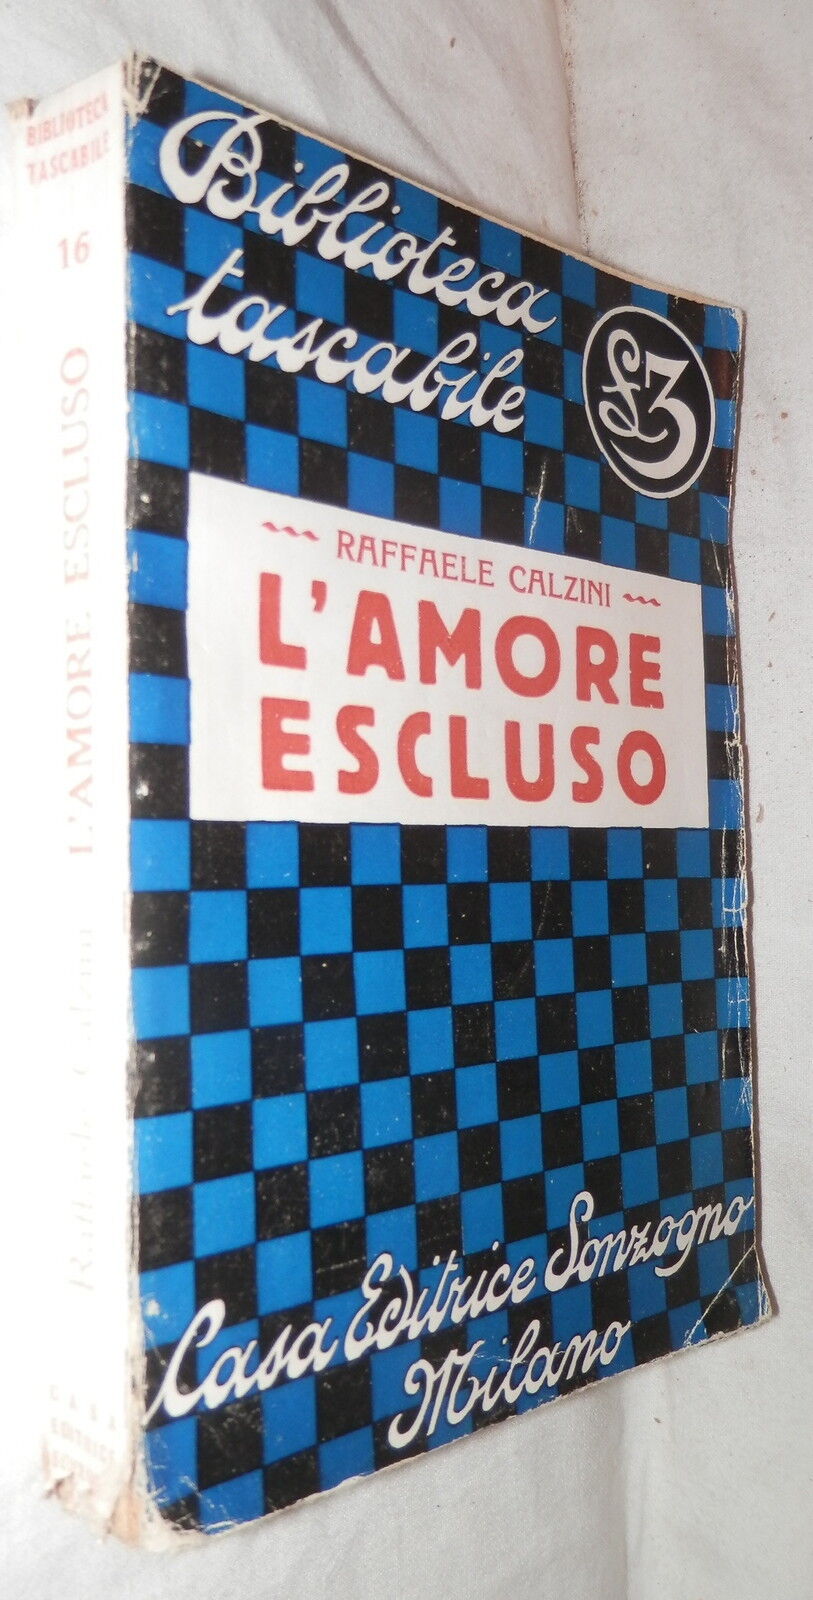 BIBLIOTECA
TASCABILE
16
L'AMORE ESCLUSO
Raffaele Calzini
CASA
EDITRICE
Biblioteca
tascabile
£3
RAFFAELE CALZINI
L'AMORE
ESCLUSO
Casa Editrice Sonzogno
Milano